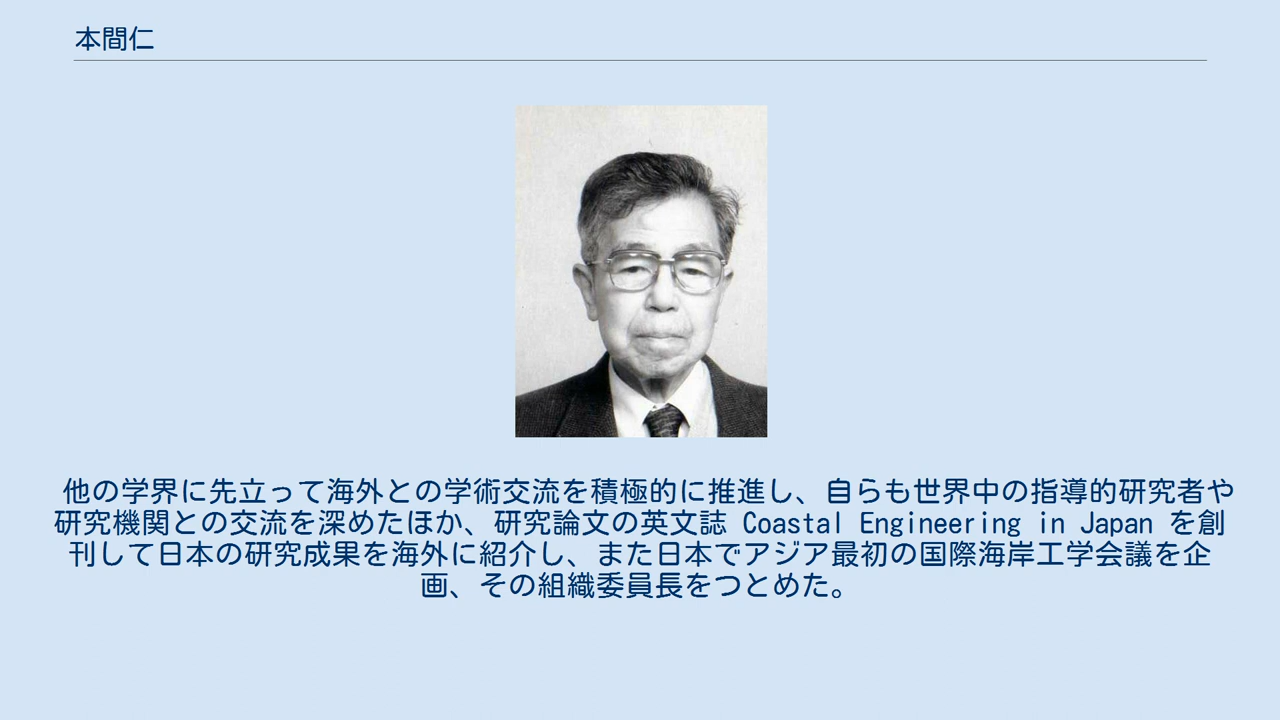 本間仁
他の学界に先立って海外との学術交流を積極的に推進し、自らも世界中の指導的研究者や
研究機関との交流を深めたほか、研究論文の英文誌 Coastal Engineering in Japan を創
刊して日本の研究成果を海外に紹介し、また日本でアジア最初の国際海岸工学会議を企
画、その組織委員長をつとめた。